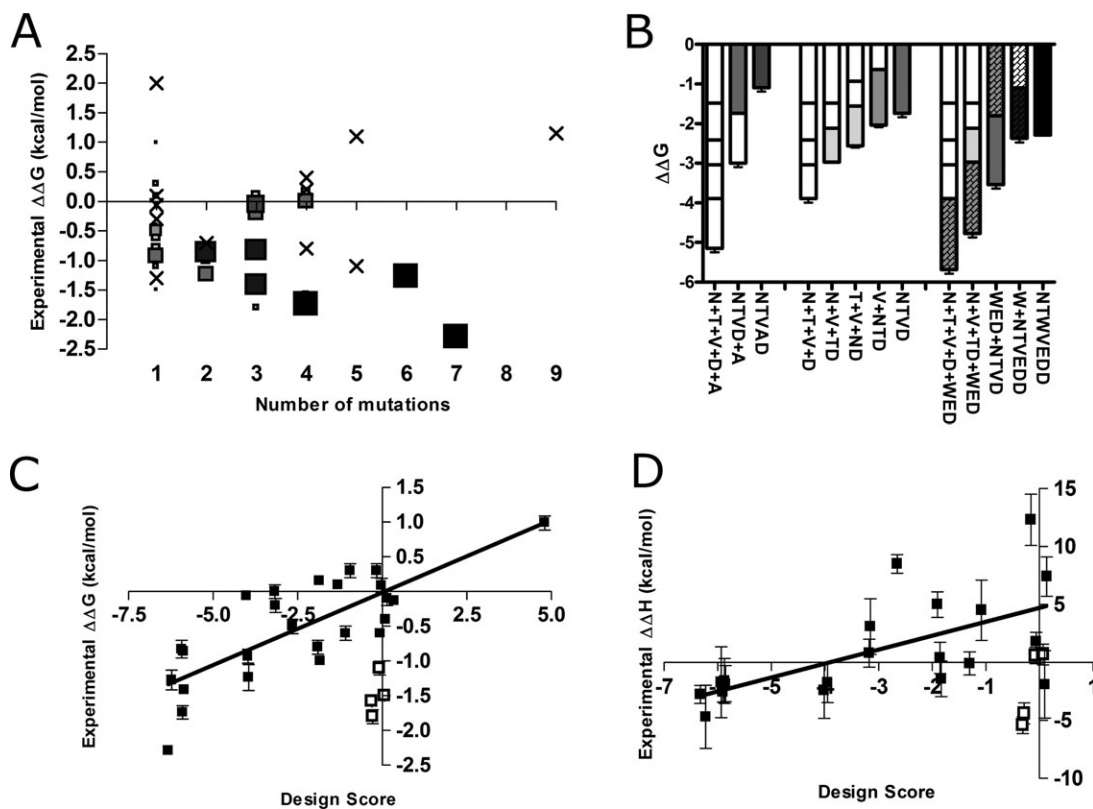 A
Experimental ΔΔG (kcal/mol)
2.5
2.0
1.5
1.0
0.5
0.0
-0.5
-1.0
-1.5
-2.0
-2.5
1 2 3 4 5 6 7 8 9
Number of mutations
B
ΔΔG
0
-1
-2
-3
-4
-5
-6
N+T+V+D+A
NTVD+A
NTVAD
N+T+V+D
N+V+TD
T+V+ND
V+NTD
NTVD
N+T+V+D+WED
N+V+TD+WED
WED+NTVD
W+NTVEDD
NTWVEDD
C
Experimental ΔΔG (kcal/mol)
1.5
1.0
0.5
-7.5 -5.0 -2.5 2.5 5.0
-0.5
-1.0
-1.5
-2.0
-2.5
Design Score
D
Experimental ΔΔH (kcal/mol)
15
10
5
-7 -5 -3 -1 1
-5
-10
Design Score